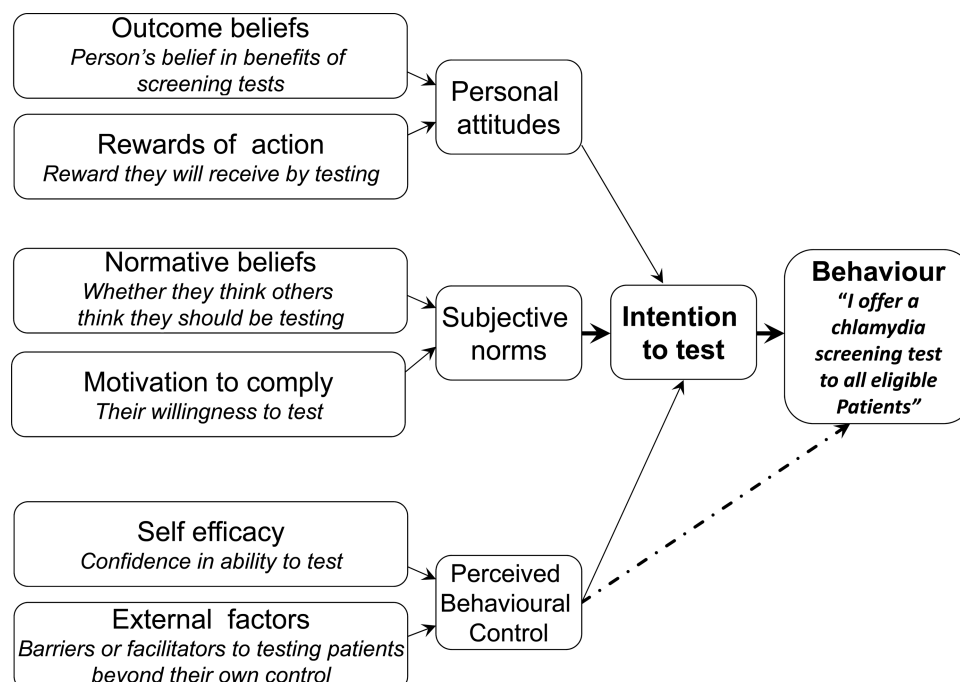 Outcome beliefs
Person's belief in benefits of
screening tests
Rewards of action
Reward they will receive by testing
Personal
attitudes
Normative beliefs
Whether they think others
think they should be testing
Motivation to comply
Their willingness to test
Subjective
norms
Intention
to test
Behaviour
“I offer a
chlamydia
screening test
to all eligible
Patients”
Self efficacy
Confidence in ability to test
External factors
Barriers or facilitators to testing patients
beyond their own control
Perceived
Behavioural
Control